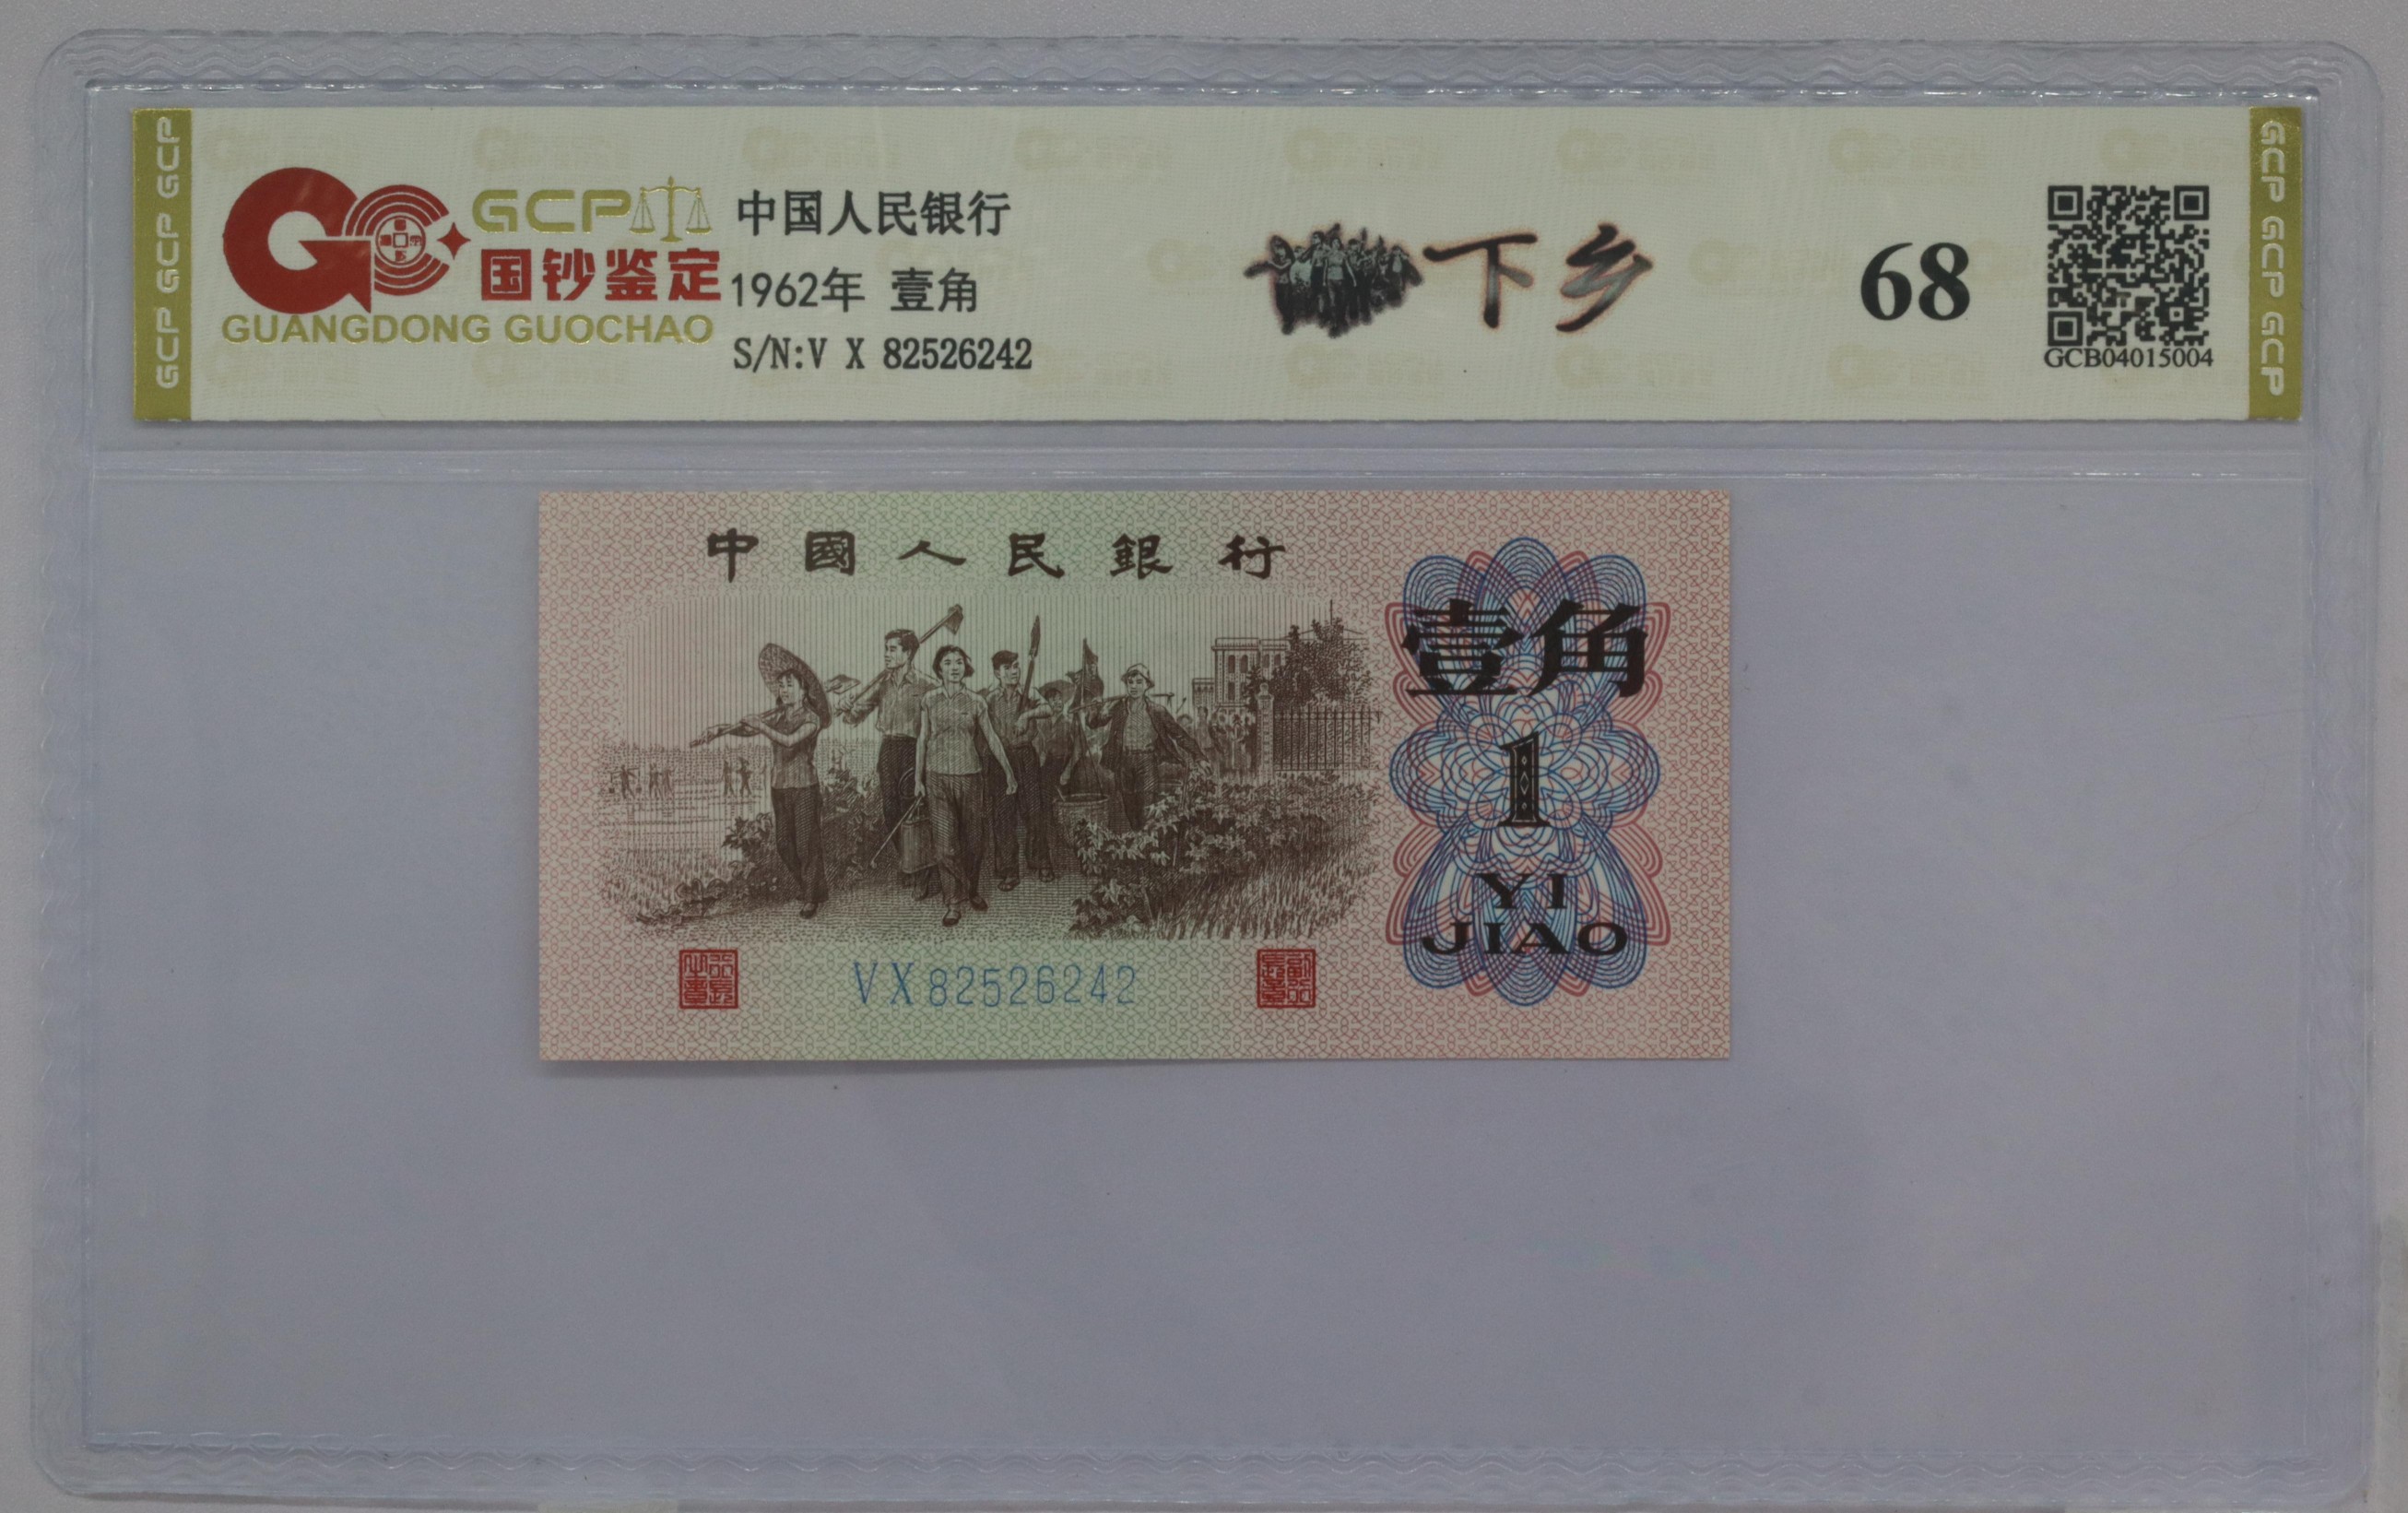 GCP GCP GCP
GCP
国钞鉴定
GUANGDONG GUOCHAO
中国人民银行
1962年 壹角
S/N:V X 82526242
下乡
68
GCB04015004
GCP GCP GCP
中國人民銀行
壹角
1
YI
JIAO
VX82526242